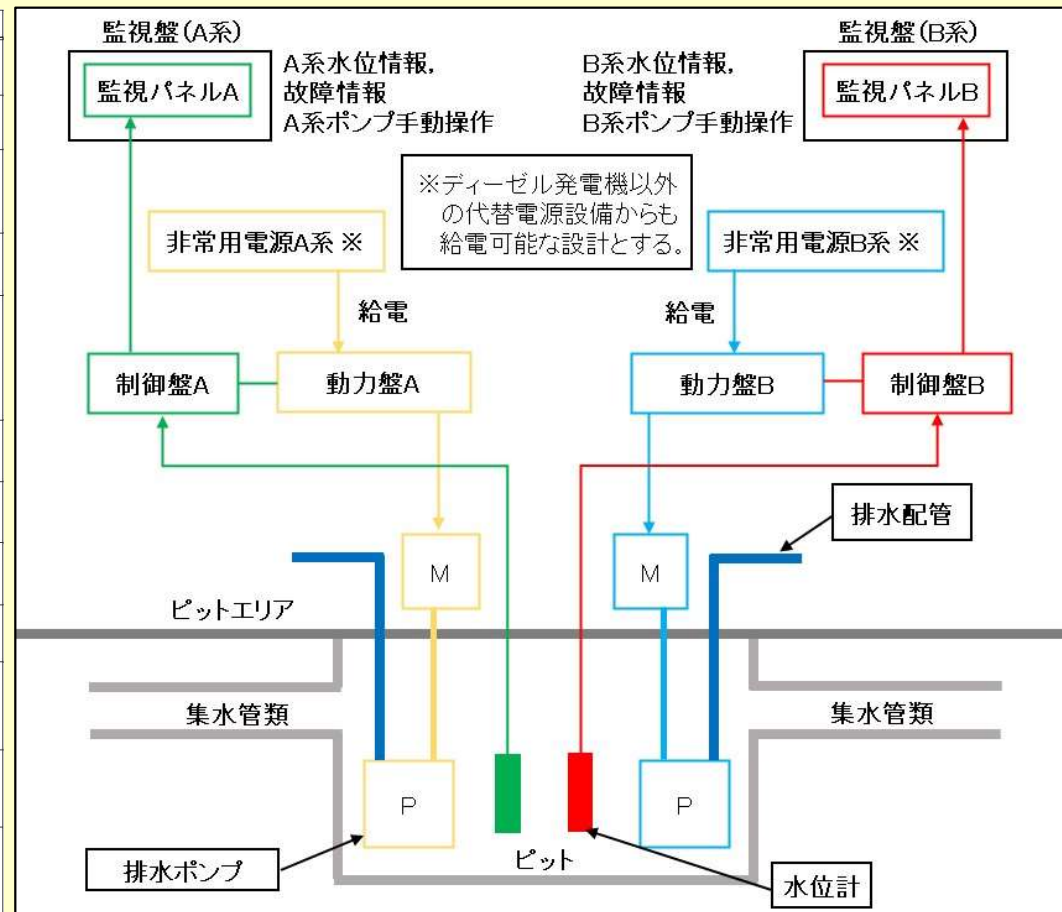 監視盤(A系)
監視パネルA
A系水位情報,
故障情報
A系ポンプ手動操作
B系水位情報,
故障情報
B系ポンプ手動操作
監視盤(B系)
監視パネルB
※ディーゼル発電機以外
の代替電源設備からも
給電可能な設計とする。
非常用電源A系 ※
非常用電源B系 ※
給電
給電
制御盤A
動力盤A
動力盤B
制御盤B
排水配管
M
M
ピットエリア
集水管類
集水管類
P
P
排水ポンプ
ピット
水位計